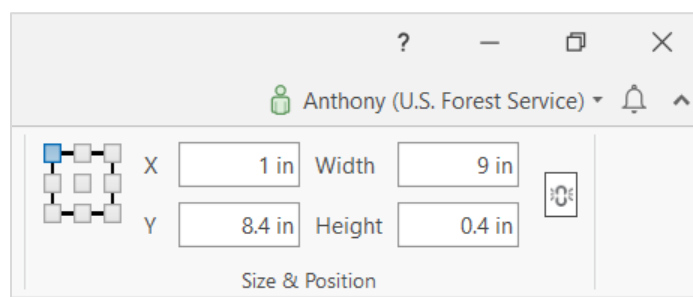 ?
Anthony (U.S. Forest Service)
X 1 in Width 9 in
Y 8.4 in Height 0.4 in
Size & Position